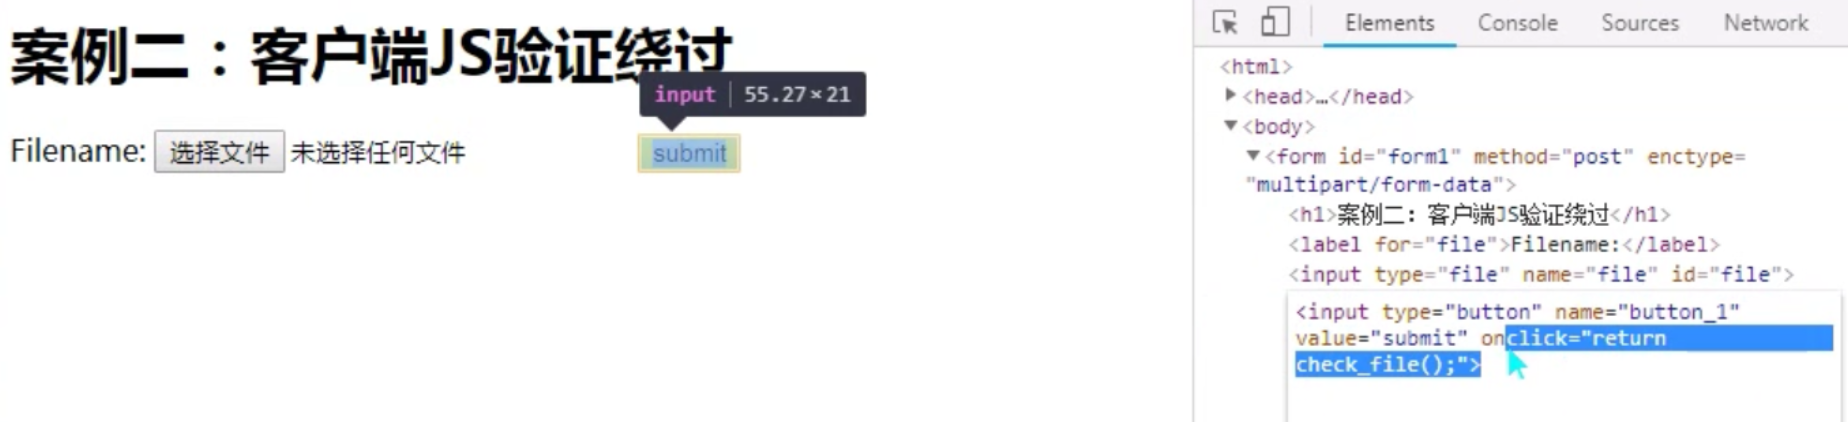 案例二：客户端JS验证绕过
input 55.27×21
Filename: 选择文件 未选择任何文件 submit
Elements Console Sources Network
<html>
<head>…</head>
<body>
<form id="form1" method="post" enctype=
"multipart/form-data">
<h1>案例二：客户端JS验证绕过</h1>
<label for="file">Filename:</label>
<input type="file" name="file" id="file">
<input type="button" name="button_1"
value="submit" onclick="return
check_file();">